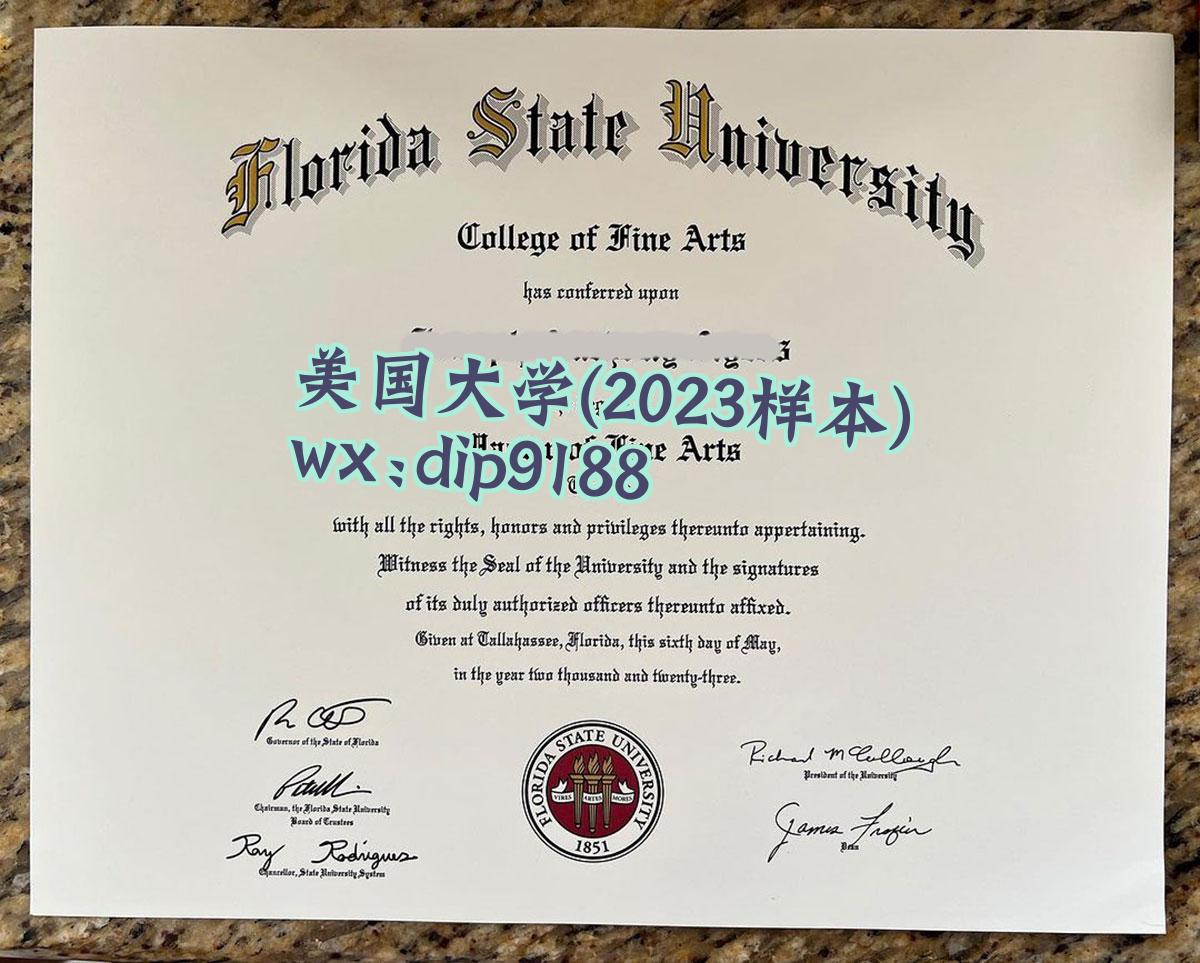 Florida State University
College of Fine Arts
has conferred upon
美国大学(2023样本)
wx:dip9188
of Fine Arts
with all the rights, honors and privileges thereunto appertaining.
Witness the Seal of the University and the signatures
of its duly authorized officers thereunto affixed.
Given at Tallahassee, Florida, this sixth day of May,
in the year two thousand and twenty-three.
Governor of the State of Florida
Chairman, the Florida State University
Board of Trustees
Ray Rodrigues
Chancellor, State University System
FLORIDA STATE UNIVERSITY
VIRES ARTES MORES
1851
Richard McCullough
President of the University
James Frazier
Dean